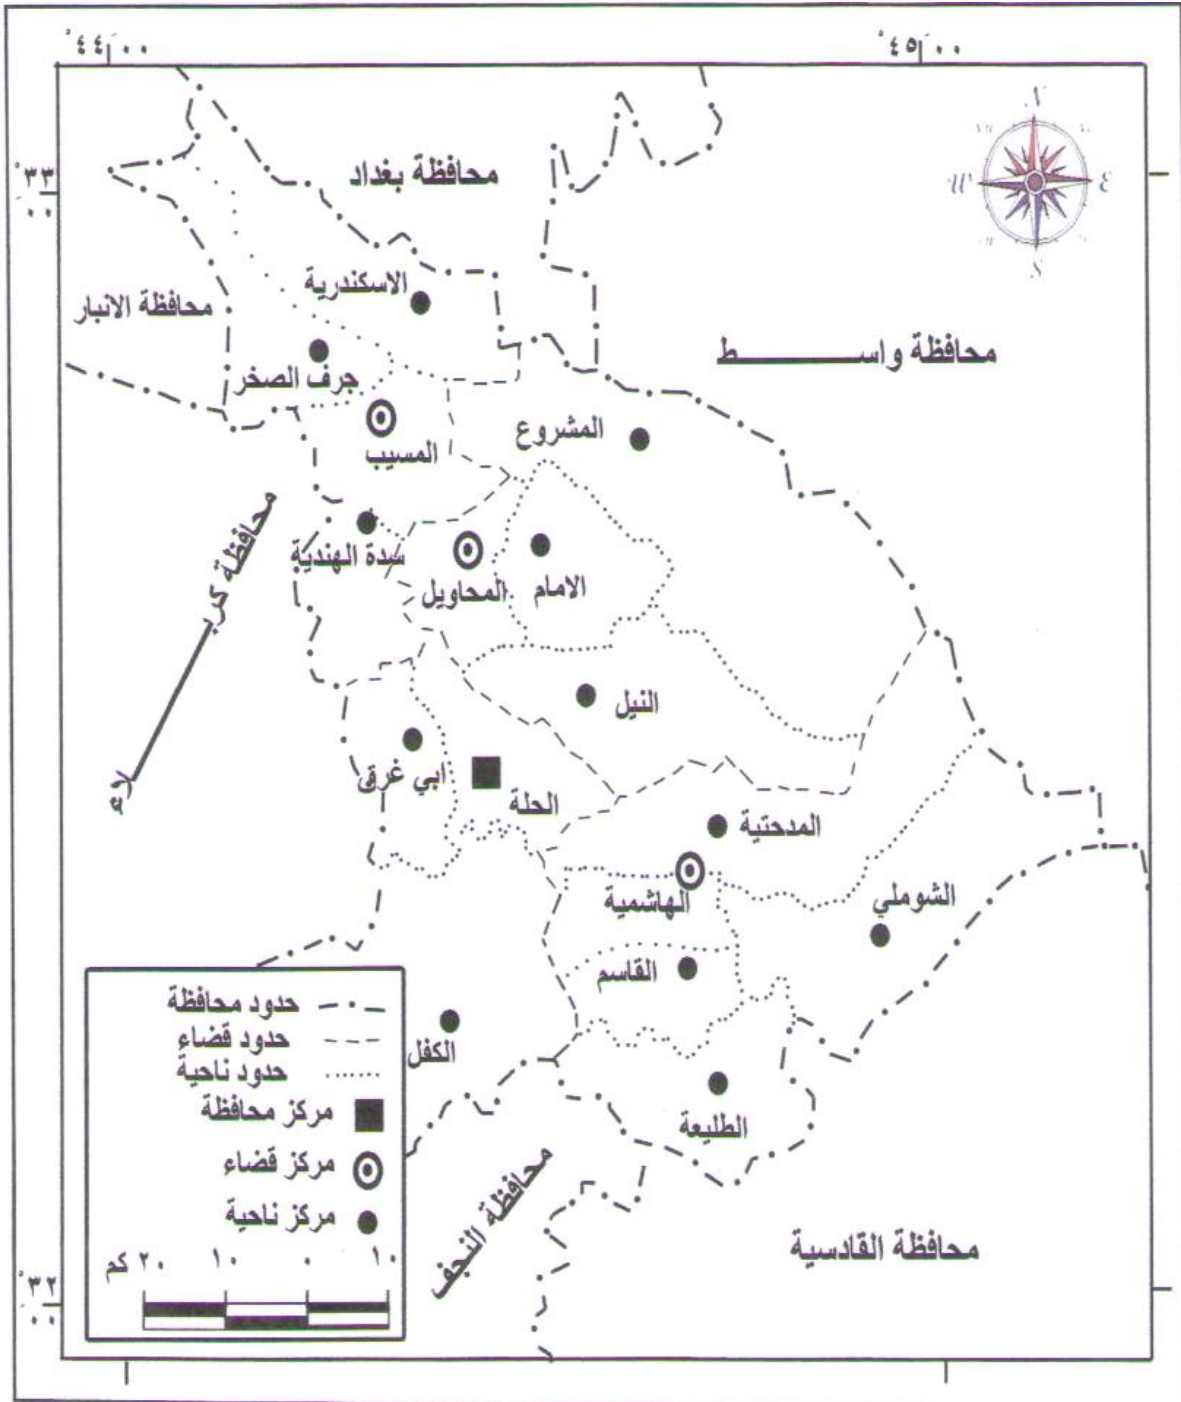 ٤٤° ٠٠َ
٤٥° ٠٠َ
N
W
E
S
٣٣°
٠٠َ
محافظة بغداد
الاسكندرية
محافظة الانبار
محافظة واســـــــــط
جرف الصخر
المشروع
المسيب
محافظة كربـــــــلاء
سدة الهندية
المحاويل
الامام
النيل
ابي غرق
الحلة
المدحتية
الهاشمية
الشوملي
القاسم
الكفل
الطليعة
محافظة النجف
محافظة القادسية
حدود محافظة
حدود قضاء
حدود ناحية
مركز محافظة
مركز قضاء
مركز ناحية
١٠ ٠ ١٠ ٢٠ كم
٣٢°
٠٠َ